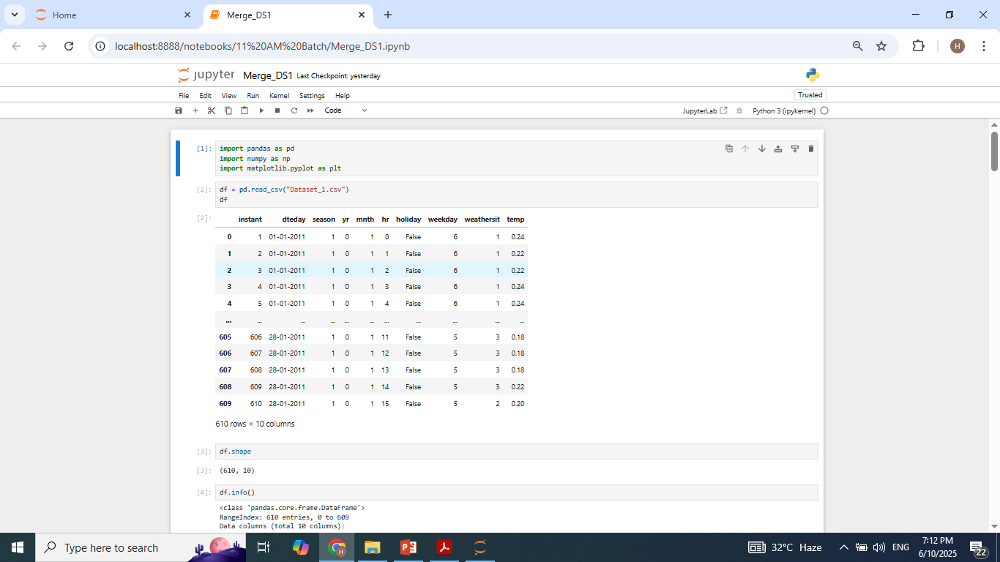 Home
Merge_DS1
localhost:8888/notebooks/11%20AM%20Batch/Merge_DS1.ipynb
H
jupyter Merge_DS1 Last Checkpoint: yesterday
File Edit View Run Kernel Settings Help
Trusted
Code
JupyterLab
Python 3 (ipykernel)
[1]: import pandas as pd
import numpy as np
import matplotlib.pyplot as plt
[2]: df = pd.read_csv("Dataset_1.csv")
df
[2]:
instant dteday season yr mnth hr holiday weekday weathersit temp
0 1 01-01-2011 1 0 1 0 False 6 1 0.24
1 2 01-01-2011 1 0 1 1 False 6 1 0.22
2 3 01-01-2011 1 0 1 2 False 6 1 0.22
3 4 01-01-2011 1 0 1 3 False 6 1 0.24
4 5 01-01-2011 1 0 1 4 False 6 1 0.24
... ... ... ... ... ... ... ... ... ... ...
605 606 28-01-2011 1 0 1 11 False 5 3 0.18
606 607 28-01-2011 1 0 1 12 False 5 3 0.18
607 608 28-01-2011 1 0 1 13 False 5 3 0.18
608 609 28-01-2011 1 0 1 14 False 5 3 0.22
609 610 28-01-2011 1 0 1 15 False 5 2 0.20
610 rows × 10 columns
[3]: df.shape
[3]: (610, 10)
[4]: df.info()
<class 'pandas.core.frame.DataFrame'>
RangeIndex: 610 entries, 0 to 609
Data columns (total 10 columns):
Type here to search
32°C Haze
ENG
7:12 PM
6/10/2025
22